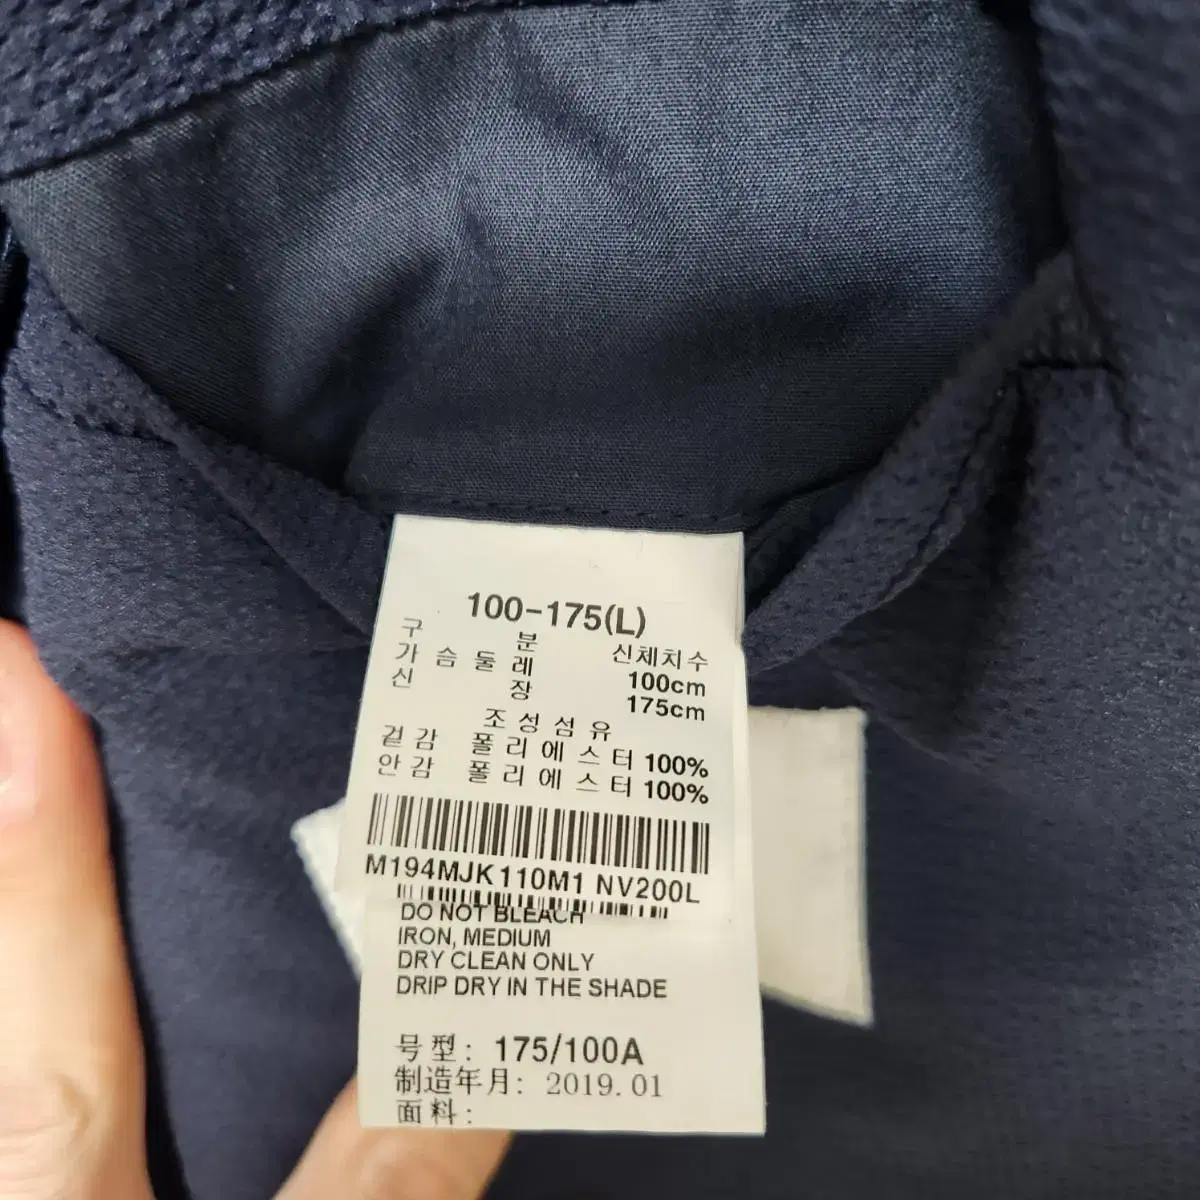 100-175(L)
구 분 신체치수
가 슴 둘 레 100cm
신 장 175cm
조 성 섬 유
겉 감 폴 리 에 스 터 100%
안 감 폴 리 에 스 터 100%
M194MJK110M1 NV200L
DO NOT BLEACH
IRON, MEDIUM
DRY CLEAN ONLY
DRIP DRY IN THE SHADE
号型: 175/100A
制造年月: 2019.01
面料: